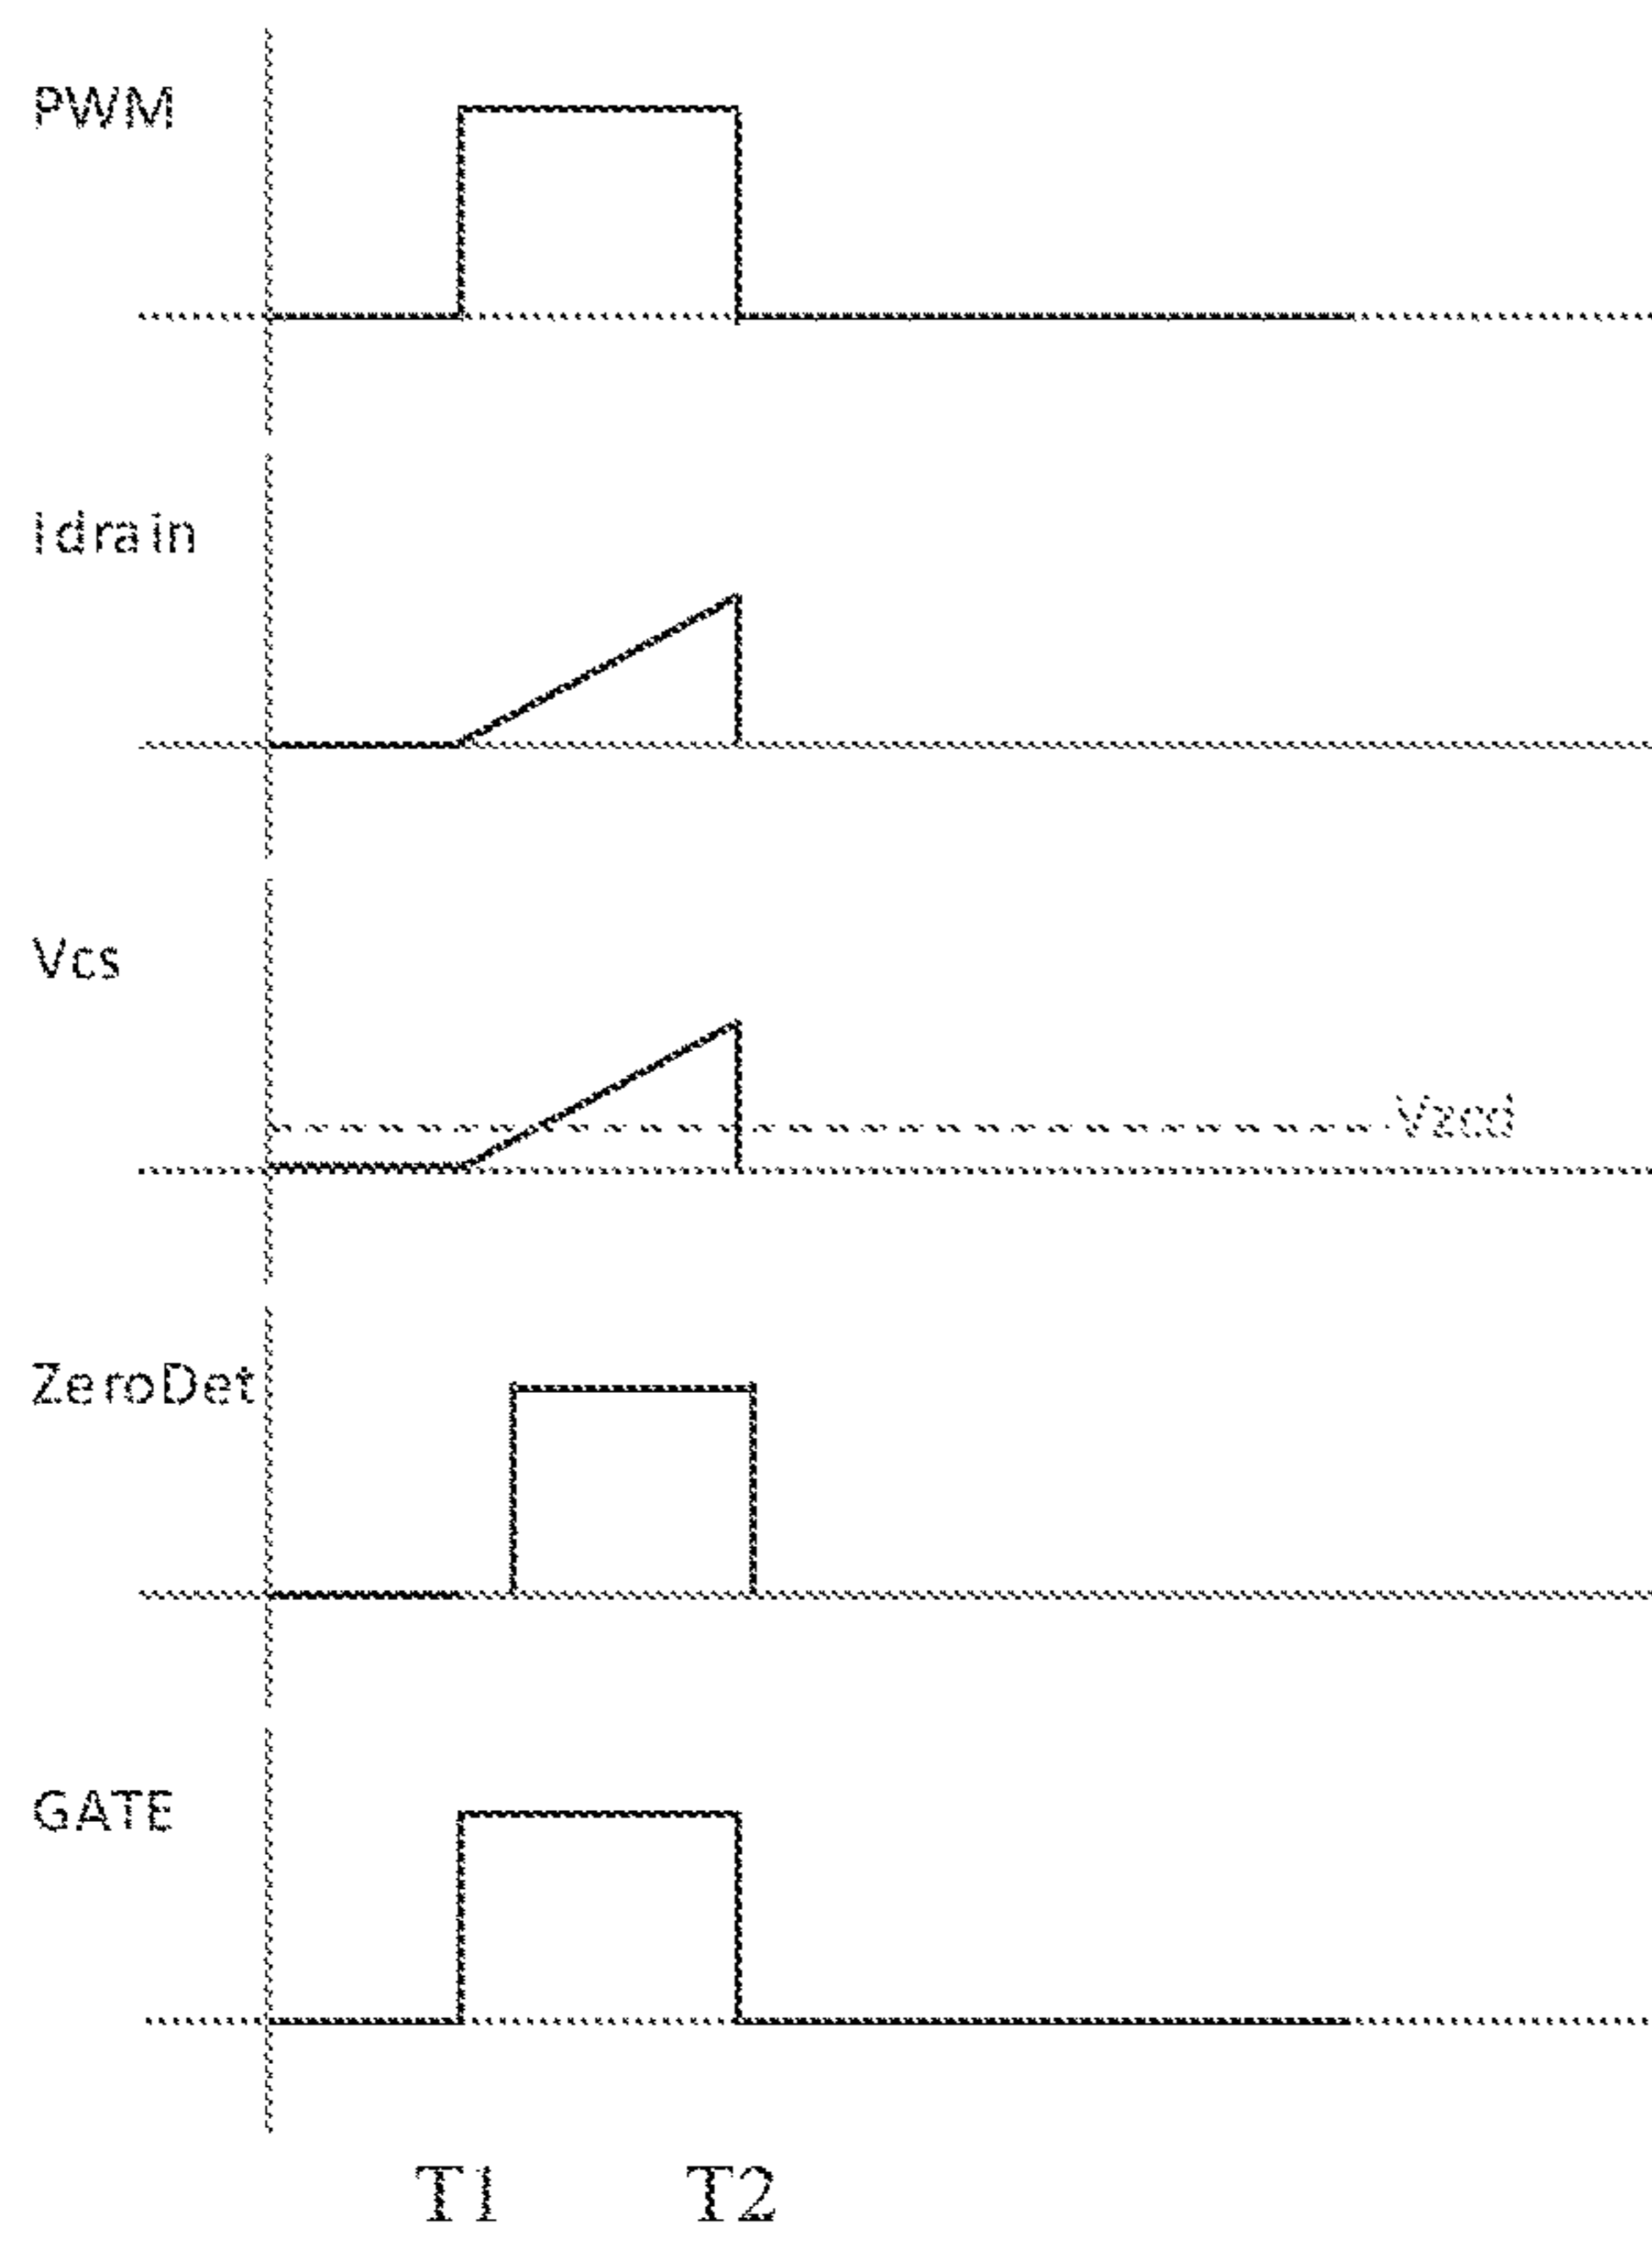 PWM
Idrain
Vcs
Vzcd
ZeroDet
GATE
T1 T2